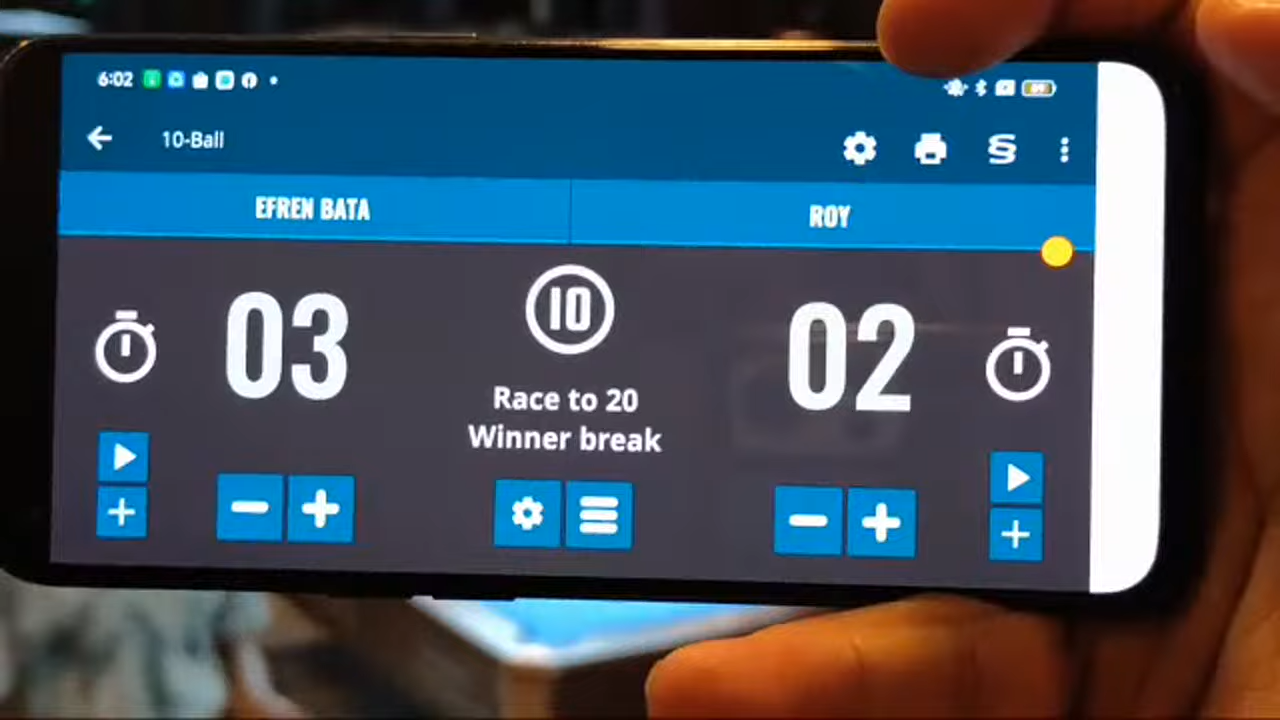 6:02
10-Ball
EFREN BATA
ROY
03
10
02
Race to 20
Winner break